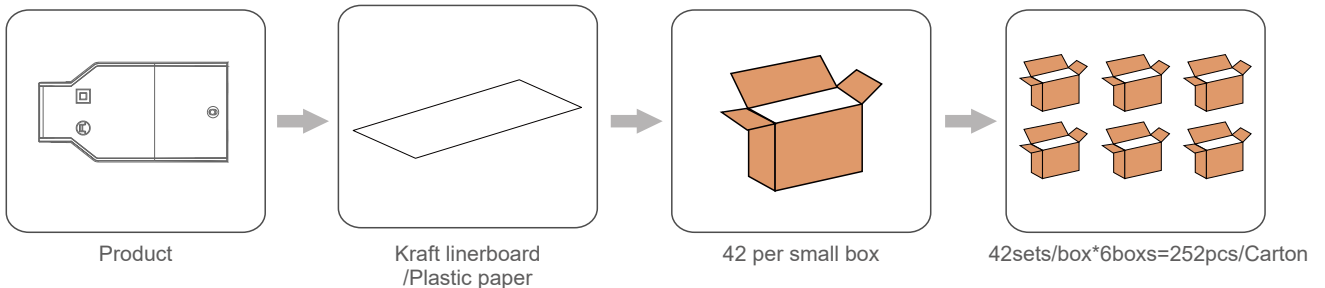 Product
Kraft linerboard
/Plastic paper
42 per small box
42sets/box*6boxs=252pcs/Carton